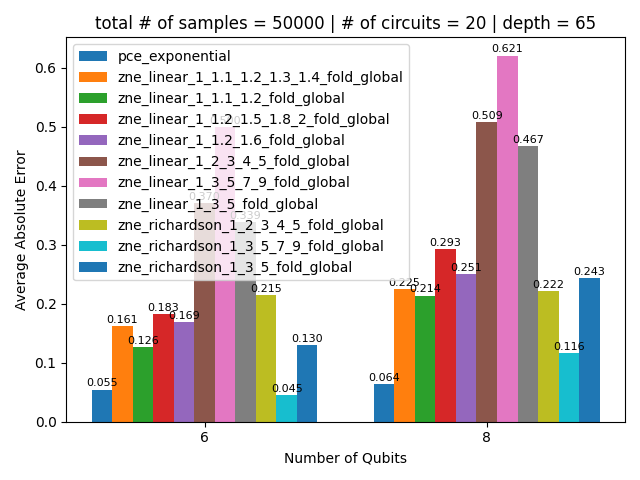 total # of samples = 50000 | # of circuits = 20 | depth = 65
Average Absolute Error
0.6
0.5
0.4
0.3
0.2
0.1
0.0
pce_exponential
zne_linear_1_1.1_1.2_1.3_1.4_fold_global
zne_linear_1_1.1_1.2_fold_global
zne_linear_1_1.2_1.5_1.8_2_fold_global
zne_linear_1_1.2_1.6_fold_global
zne_linear_1_2_3_4_5_fold_global
zne_linear_1_3_5_7_9_fold_global
zne_linear_1_3_5_fold_global
zne_richardson_1_2_3_4_5_fold_global
zne_richardson_1_3_5_7_9_fold_global
zne_richardson_1_3_5_fold_global
0.055
0.161
0.126
0.183
0.169
0.339
0.215
0.045
0.130
0.064
0.225
0.214
0.293
0.251
0.509
0.621
0.467
0.222
0.116
0.243
6
8
Number of Qubits